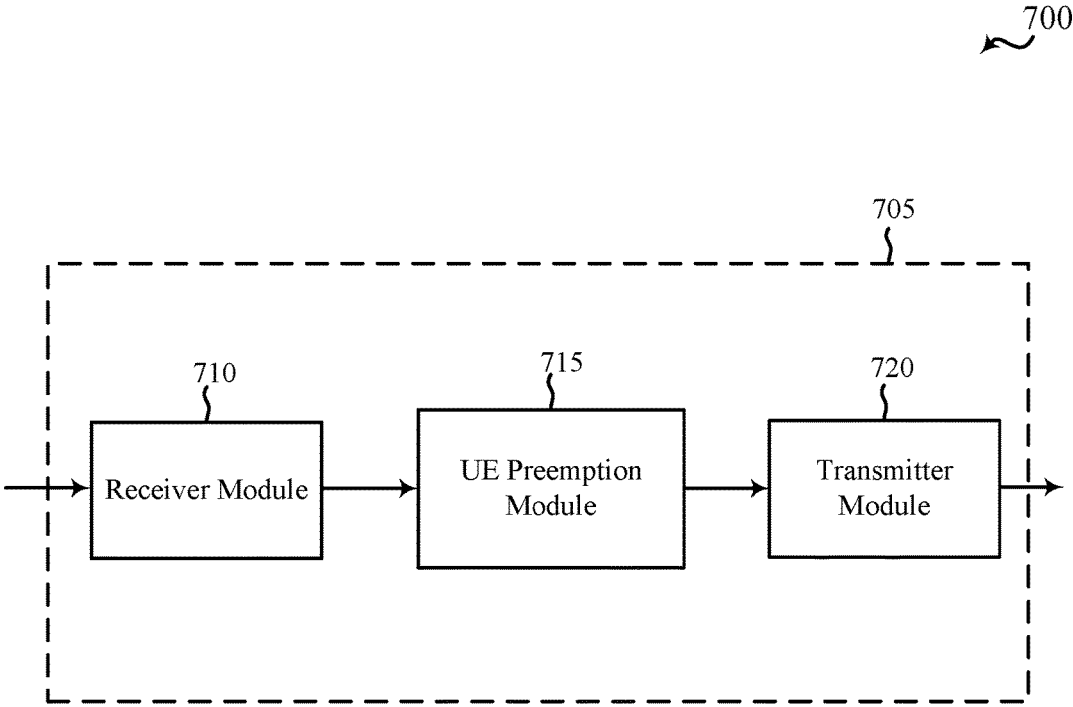 700
705
710
715
720
Receiver Module
UE Preemption
Module
Transmitter
Module